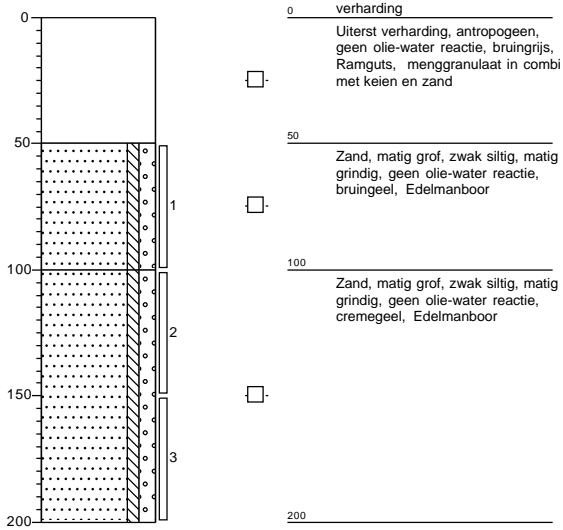 0
50
100
150
200
1
2
3
0
verharding
Uiterst verharding, antropogeen,
geen olie-water reactie, bruingrijs,
Ramguts, menggranulaat in combi
met keien en zand
50
Zand, matig grof, zwak siltig, matig
grindig, geen olie-water reactie,
bruingeel, Edelmanboor
100
Zand, matig grof, zwak siltig, matig
grindig, geen olie-water reactie,
cremegeel, Edelmanboor
200